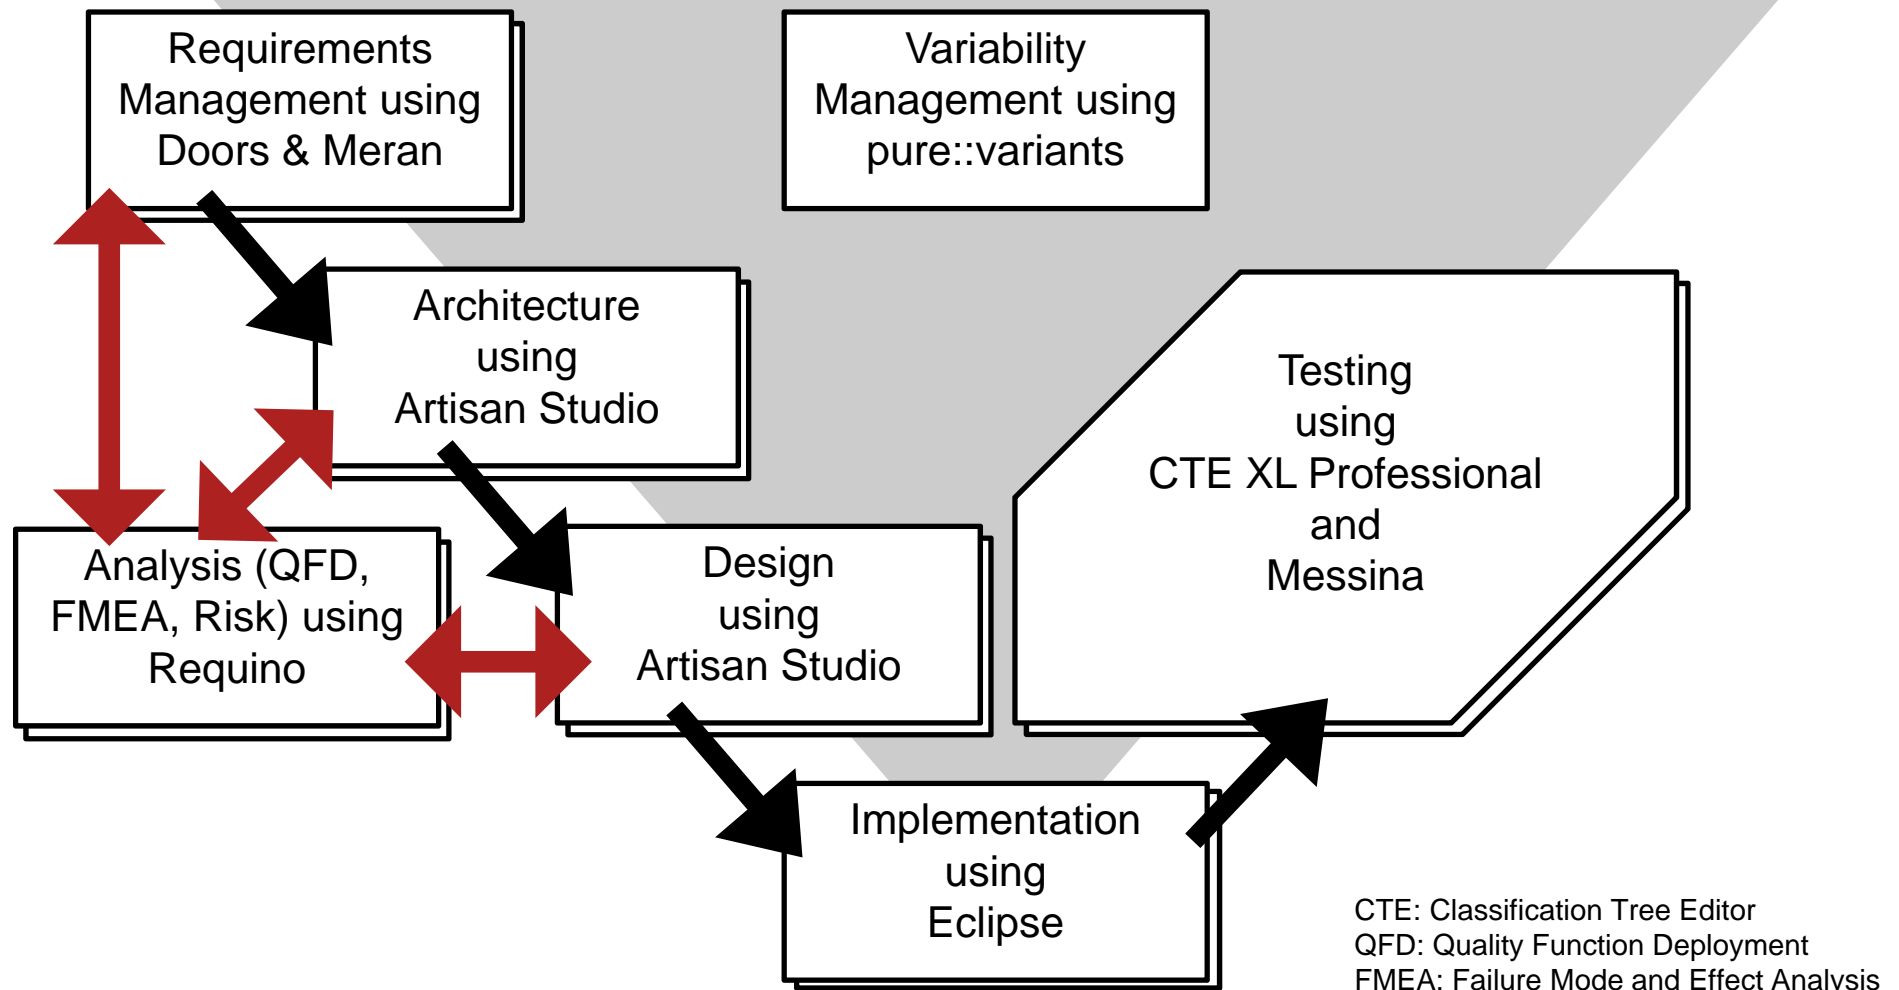 Requirements
Management using
Doors & Meran
Variability
Management using
pure::variants
Architecture
using
Artisan Studio
Testing
using
CTE XL Professional
and
Messina
Analysis (QFD,
FMEA, Risk) using
Requino
Design
using
Artisan Studio
Implementation
using
Eclipse
CTE: Classification Tree Editor
QFD: Quality Function Deployment
FMEA: Failure Mode and Effect Analysis